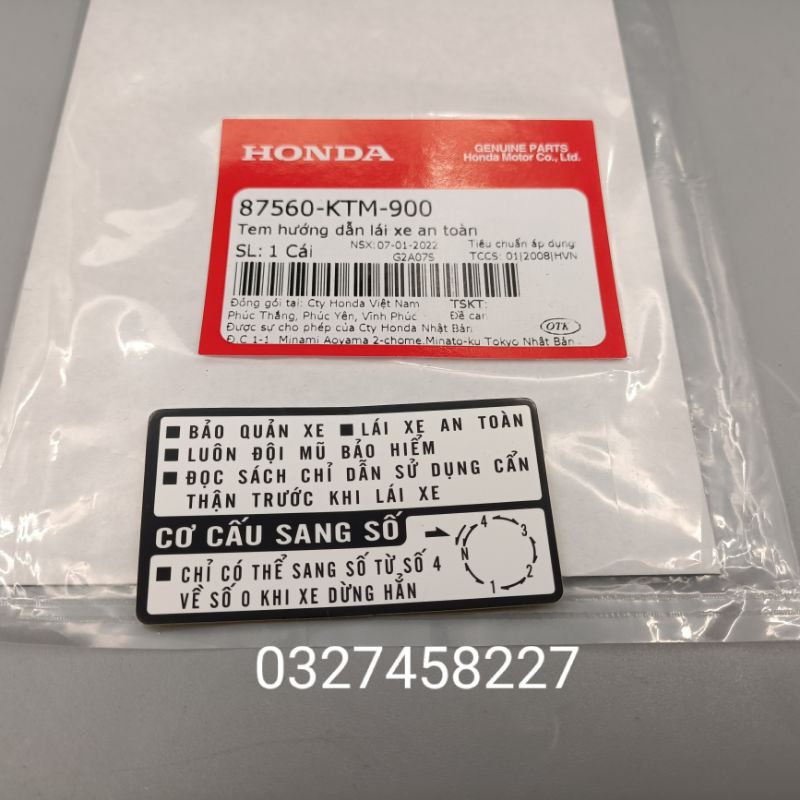 HONDA
GENUINE PARTS
Honda Motor Co., Ltd.
87560-KTM-900
Tem hướng dẫn lái xe an toàn
SL: 1 Cái
NSX:07-01-2022
G2A07S
Tiêu chuẩn áp dụng
TCCS: 01|2008|HVN
Đóng gói tại: Cty Honda Việt Nam
TSKT:
Phúc Thắng, Phúc Yên, Vĩnh Phúc
Đề can
Được sự cho phép của Cty Honda Nhật Bản
OTK
Đ.C 1-1 Minami Aoyama 2-chome,Minato-ku Tokyo Nhật Bản
■ BẢO QUẢN XE ■ LÁI XE AN TOÀN
■ LUÔN ĐỘI MŨ BẢO HIỂM
■ ĐỌC SÁCH CHỈ DẪN SỬ DỤNG CẨN
THẬN TRƯỚC KHI LÁI XE
CƠ CẤU SANG SỐ
N 4 3 2 1
■ CHỈ CÓ THỂ SANG SỐ TỪ SỐ 4
VỀ SỐ 0 KHI XE DỪNG HẲN
0327458227